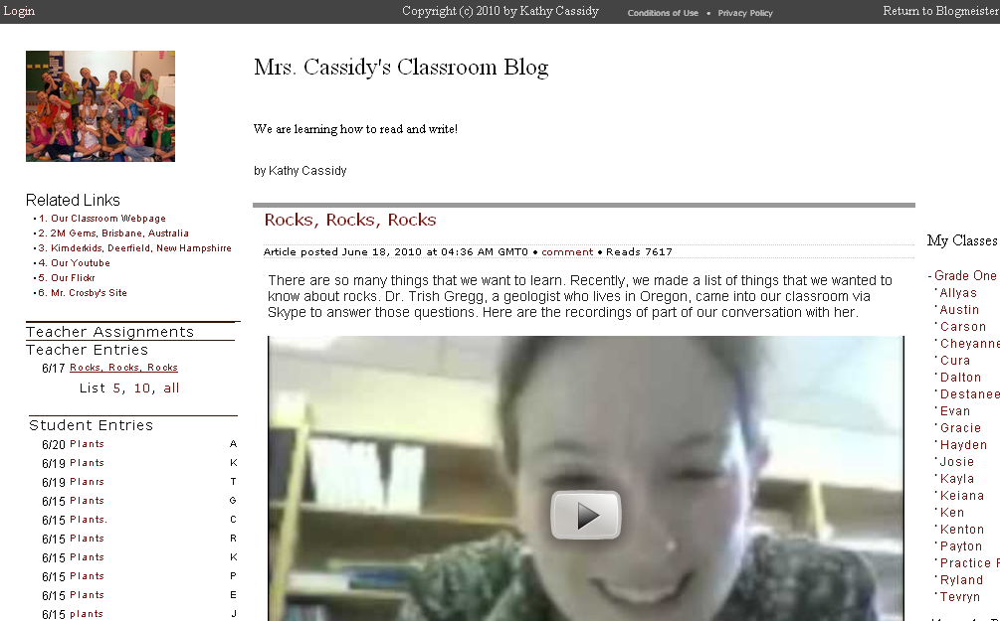 Login
Copyright (c) 2010 by Kathy Cassidy
Conditions of Use • Privacy Policy
Return to Blogmeister
Mrs. Cassidy's Classroom Blog
We are learning how to read and write!
by Kathy Cassidy
Related Links
• 1. Our Classroom Webpage
• 2. 2M Gems, Brisbane, Australia
• 3. Kimderkids, Deerfield, New Hampshirre
• 4. Our Youtube
• 5. Our Flickr
• 6. Mr. Crosby's Site
Teacher Assignments
Teacher Entries
6/17 Rocks, Rocks, Rocks
List 5, 10, all
Student Entries
6/20 Plants A
6/19 Plants K
6/19 Planrs T
6/15 Plants G
6/15 Plants. C
6/15 Plants R
6/15 Plants K
6/15 Plants P
6/15 Plants E
6/15 plants J
Rocks, Rocks, Rocks
Article posted June 18, 2010 at 04:36 AM GMT0 • comment • Reads 7617
There are so many things that we want to learn. Recently, we made a list of things that we wanted to
know about rocks. Dr. Trish Gregg, a geologist who lives in Oregon, came into our classroom via
Skype to answer those questions. Here are the recordings of part of our conversation with her.
My Classes
- Grade One
* Allyas
* Austin
* Carson
* Cheyanne
* Cura
* Dalton
* Destanee
* Evan
* Gracie
* Hayden
* Josie
* Kayla
* Keiana
* Ken
* Kenton
* Payton
* Practice
* Ryland
* Tevryn